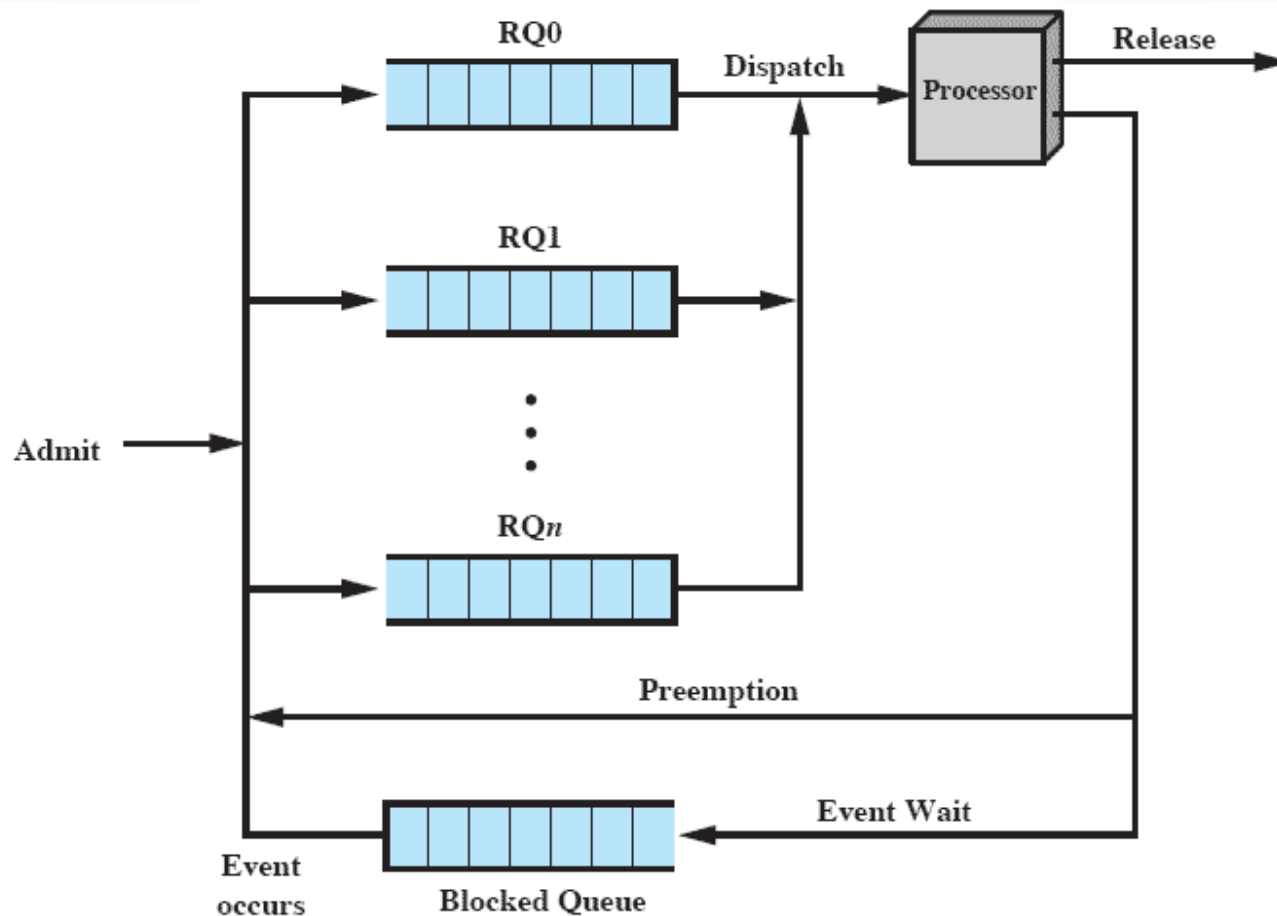 RQ0
Release
Dispatch
Processor
RQ1
Admit
RQn
Preemption
Event Wait
Event
occurs
Blocked Queue